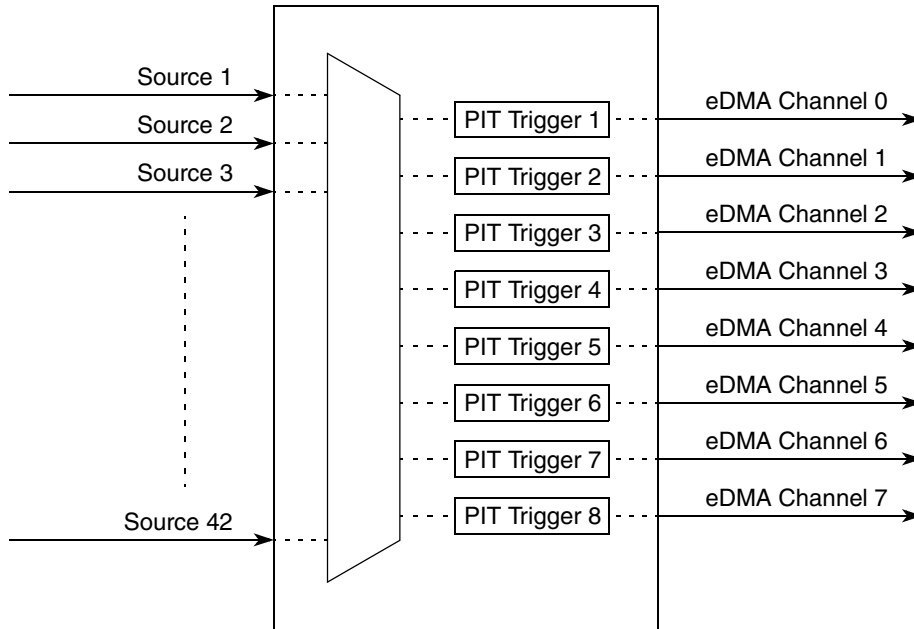 Source 1
Source 2
Source 3
Source 42
PIT Trigger 1
PIT Trigger 2
PIT Trigger 3
PIT Trigger 4
PIT Trigger 5
PIT Trigger 6
PIT Trigger 7
PIT Trigger 8
eDMA Channel 0
eDMA Channel 1
eDMA Channel 2
eDMA Channel 3
eDMA Channel 4
eDMA Channel 5
eDMA Channel 6
eDMA Channel 7